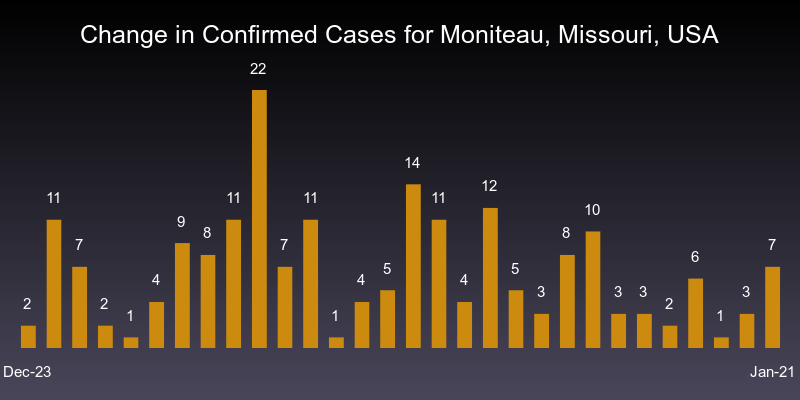 Change in Confirmed Cases for Moniteau, Missouri, USA
2 11 7 2 1 4 9 8 11 22 7 11 1 4 5 14 11 4 12 5 3 8 10 3 3 2 6 1 3 7
Dec-23 Jan-21